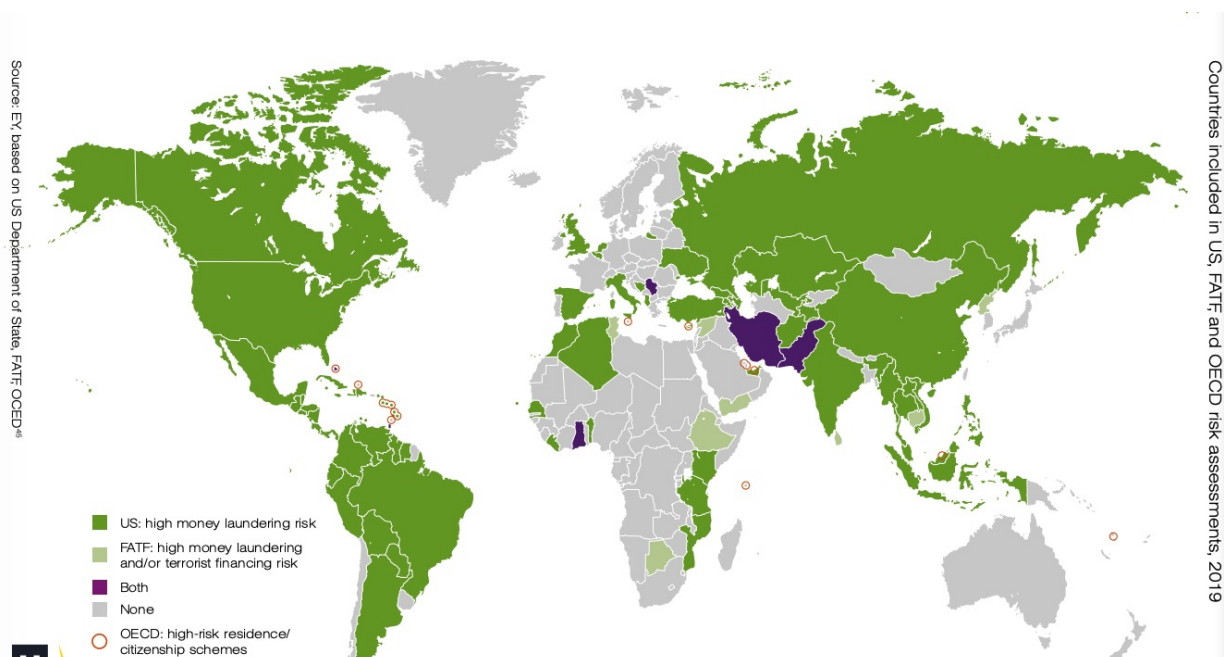 Countries included in US, FATF and OECD risk assessments, 2019
US: high money laundering risk
FATF: high money laundering
and/or terrorist financing risk
Both
None
OECD: high-risk residence/
citizenship schemes
Source: EY, based on US Department of State, FATF, OCED⁴⁶